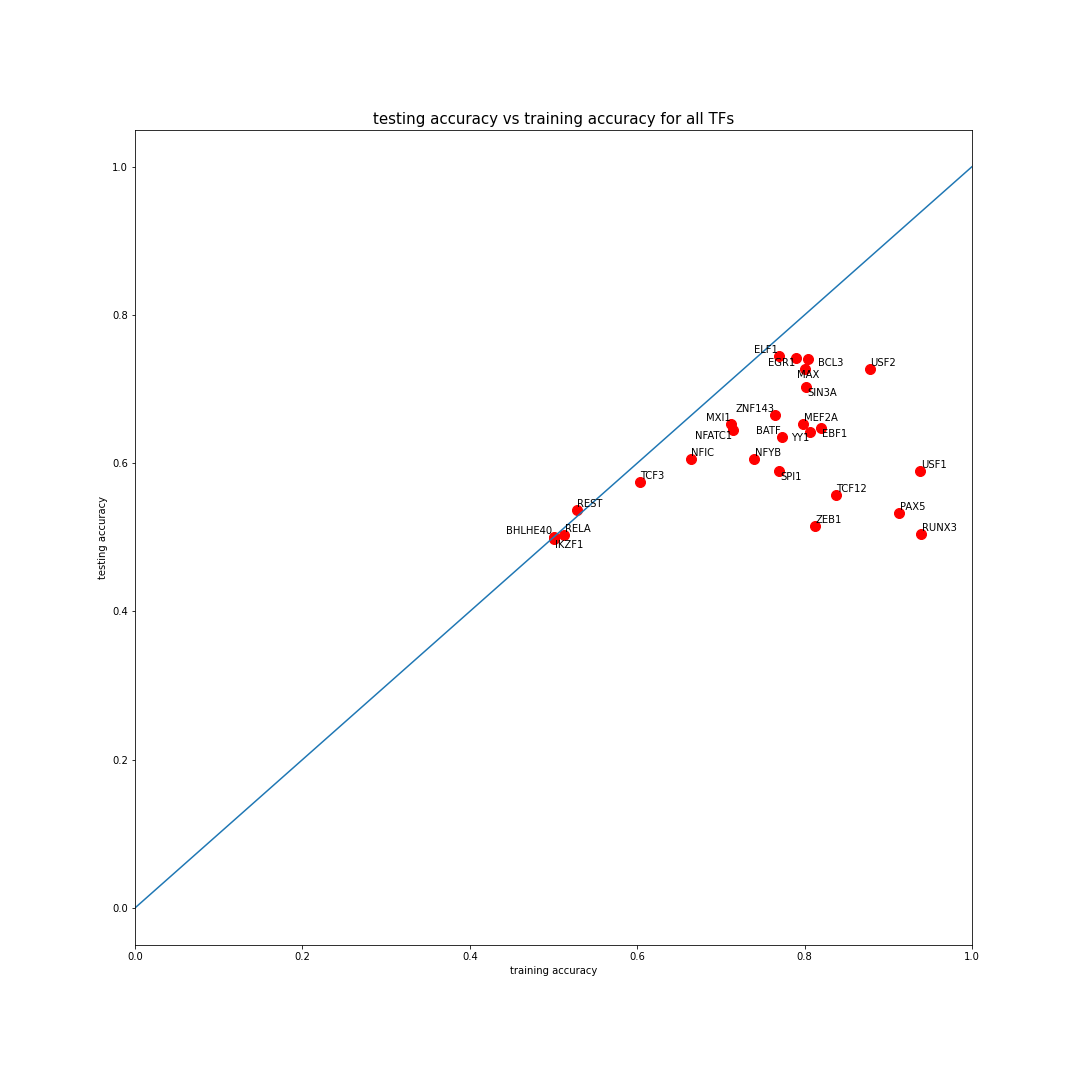 testing accuracy vs training accuracy for all TFs
1.0
0.8
0.6
0.4
0.2
0.0
testing accuracy
ELF1
EGR1
BCL3
USF2
MAX
SIN3A
ZNF143
MXI1
MEF2A
NFATC1
BATF
YY1
EBF1
NFIC
NFYB
USF1
TCF3
SPI1
TCF12
REST
PAX5
ZEB1
RUNX3
BHLHE40
RELA
IKZF1
0.0
0.2
0.4
0.6
0.8
1.0
training accuracy